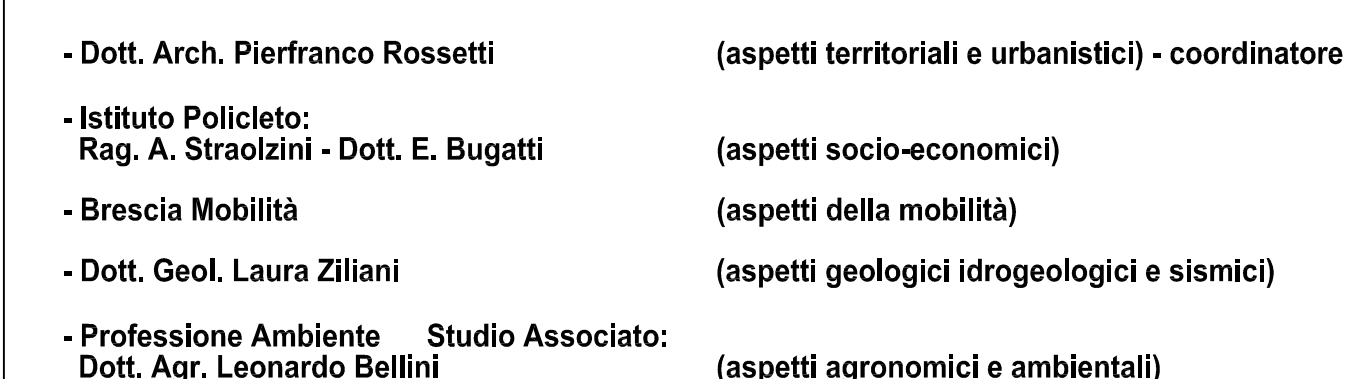 - Dott. Arch. Pierfranco Rossetti (aspetti territoriali e urbanistici) - coordinatore
- Istituto Policleto:
Rag. A. Straolzini - Dott. E. Bugatti (aspetti socio-economici)
- Brescia Mobilità (aspetti della mobilità)
- Dott. Geol. Laura Ziliani (aspetti geologici idrogeologici e sismici)
- Professione Ambiente Studio Associato:
Dott. Agr. Leonardo Bellini (aspetti agronomici e ambientali)